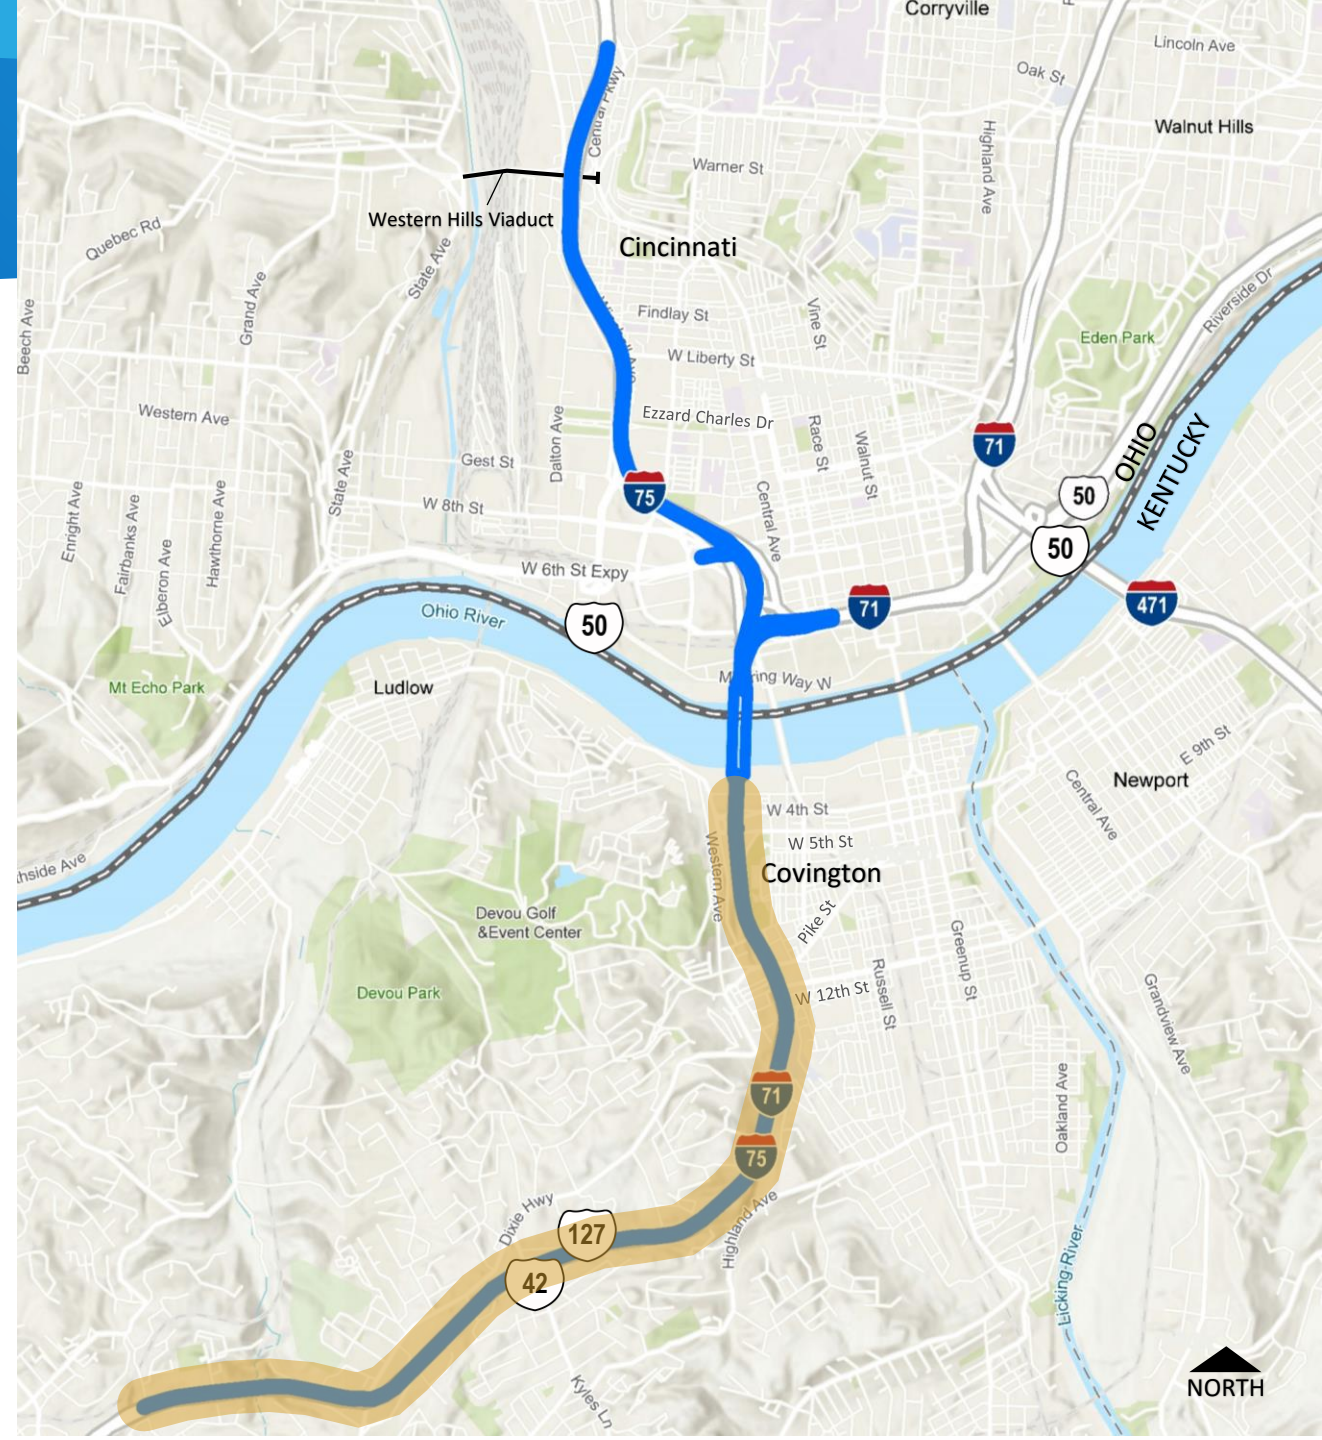 Corryville
Lincoln Ave
Oak St
Central Pkwy
Walnut Hills
Highland Ave
Warner St
Western Hills Viaduct
Quebec Rd
Cincinnati
State Ave
Grand Ave
Beech Ave
Riverside Dr
Findlay St
Vine St
Eden Park
W Liberty St
Western Ave
Ezzard Charles Dr
Dalton Ave
Race St
Walnut St
71
OHIO
KENTUCKY
Gest St
State Ave
75
50
W 8th St
Central Ave
Enright Ave
Fairbanks Ave
Elberon Ave
Hawthorne Ave
50
W 6th St Expy
Ohio River
50
71
471
Mt Echo Park
Ludlow
Way W
E 9th St
Newport
Central Ave
W 4th St
W 5th St
Western Ave
Covington
Pike St
Devou Golf
&Event Center
Greenup St
Devou Park
W 12th St
Russell St
Grandview Ave
71
Oakland Ave
75
Dixie Hwy
127
Highland Ave
42
Licking River
Kyles Ln
NORTH